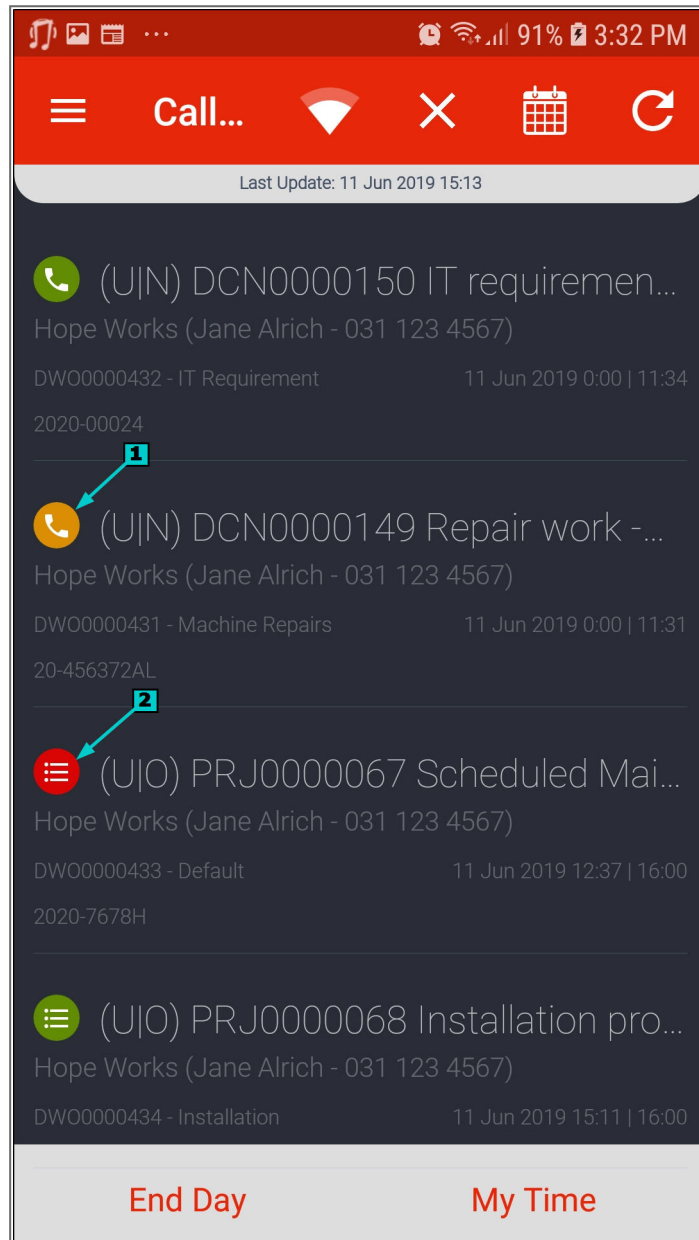 ... 91% 3:32 PM
Call...
Last Update: 11 Jun 2019 15:13
(U|N) DCN0000150 IT requiremen...
Hope Works (Jane Alrich - 031 123 4567)
DWO0000432 - IT Requirement 11 Jun 2019 0:00 | 11:34
2020-00024
1
(U|N) DCN0000149 Repair work -...
Hope Works (Jane Alrich - 031 123 4567)
DWO0000431 - Machine Repairs 11 Jun 2019 0:00 | 11:31
20-456372AL
2
(U|O) PRJ0000067 Scheduled Mai...
Hope Works (Jane Alrich - 031 123 4567)
DWO0000433 - Default 11 Jun 2019 12:37 | 16:00
2020-7678H
(U|O) PRJ0000068 Installation pro...
Hope Works (Jane Alrich - 031 123 4567)
DWO0000434 - Installation 11 Jun 2019 15:11 | 16:00
End Day My Time